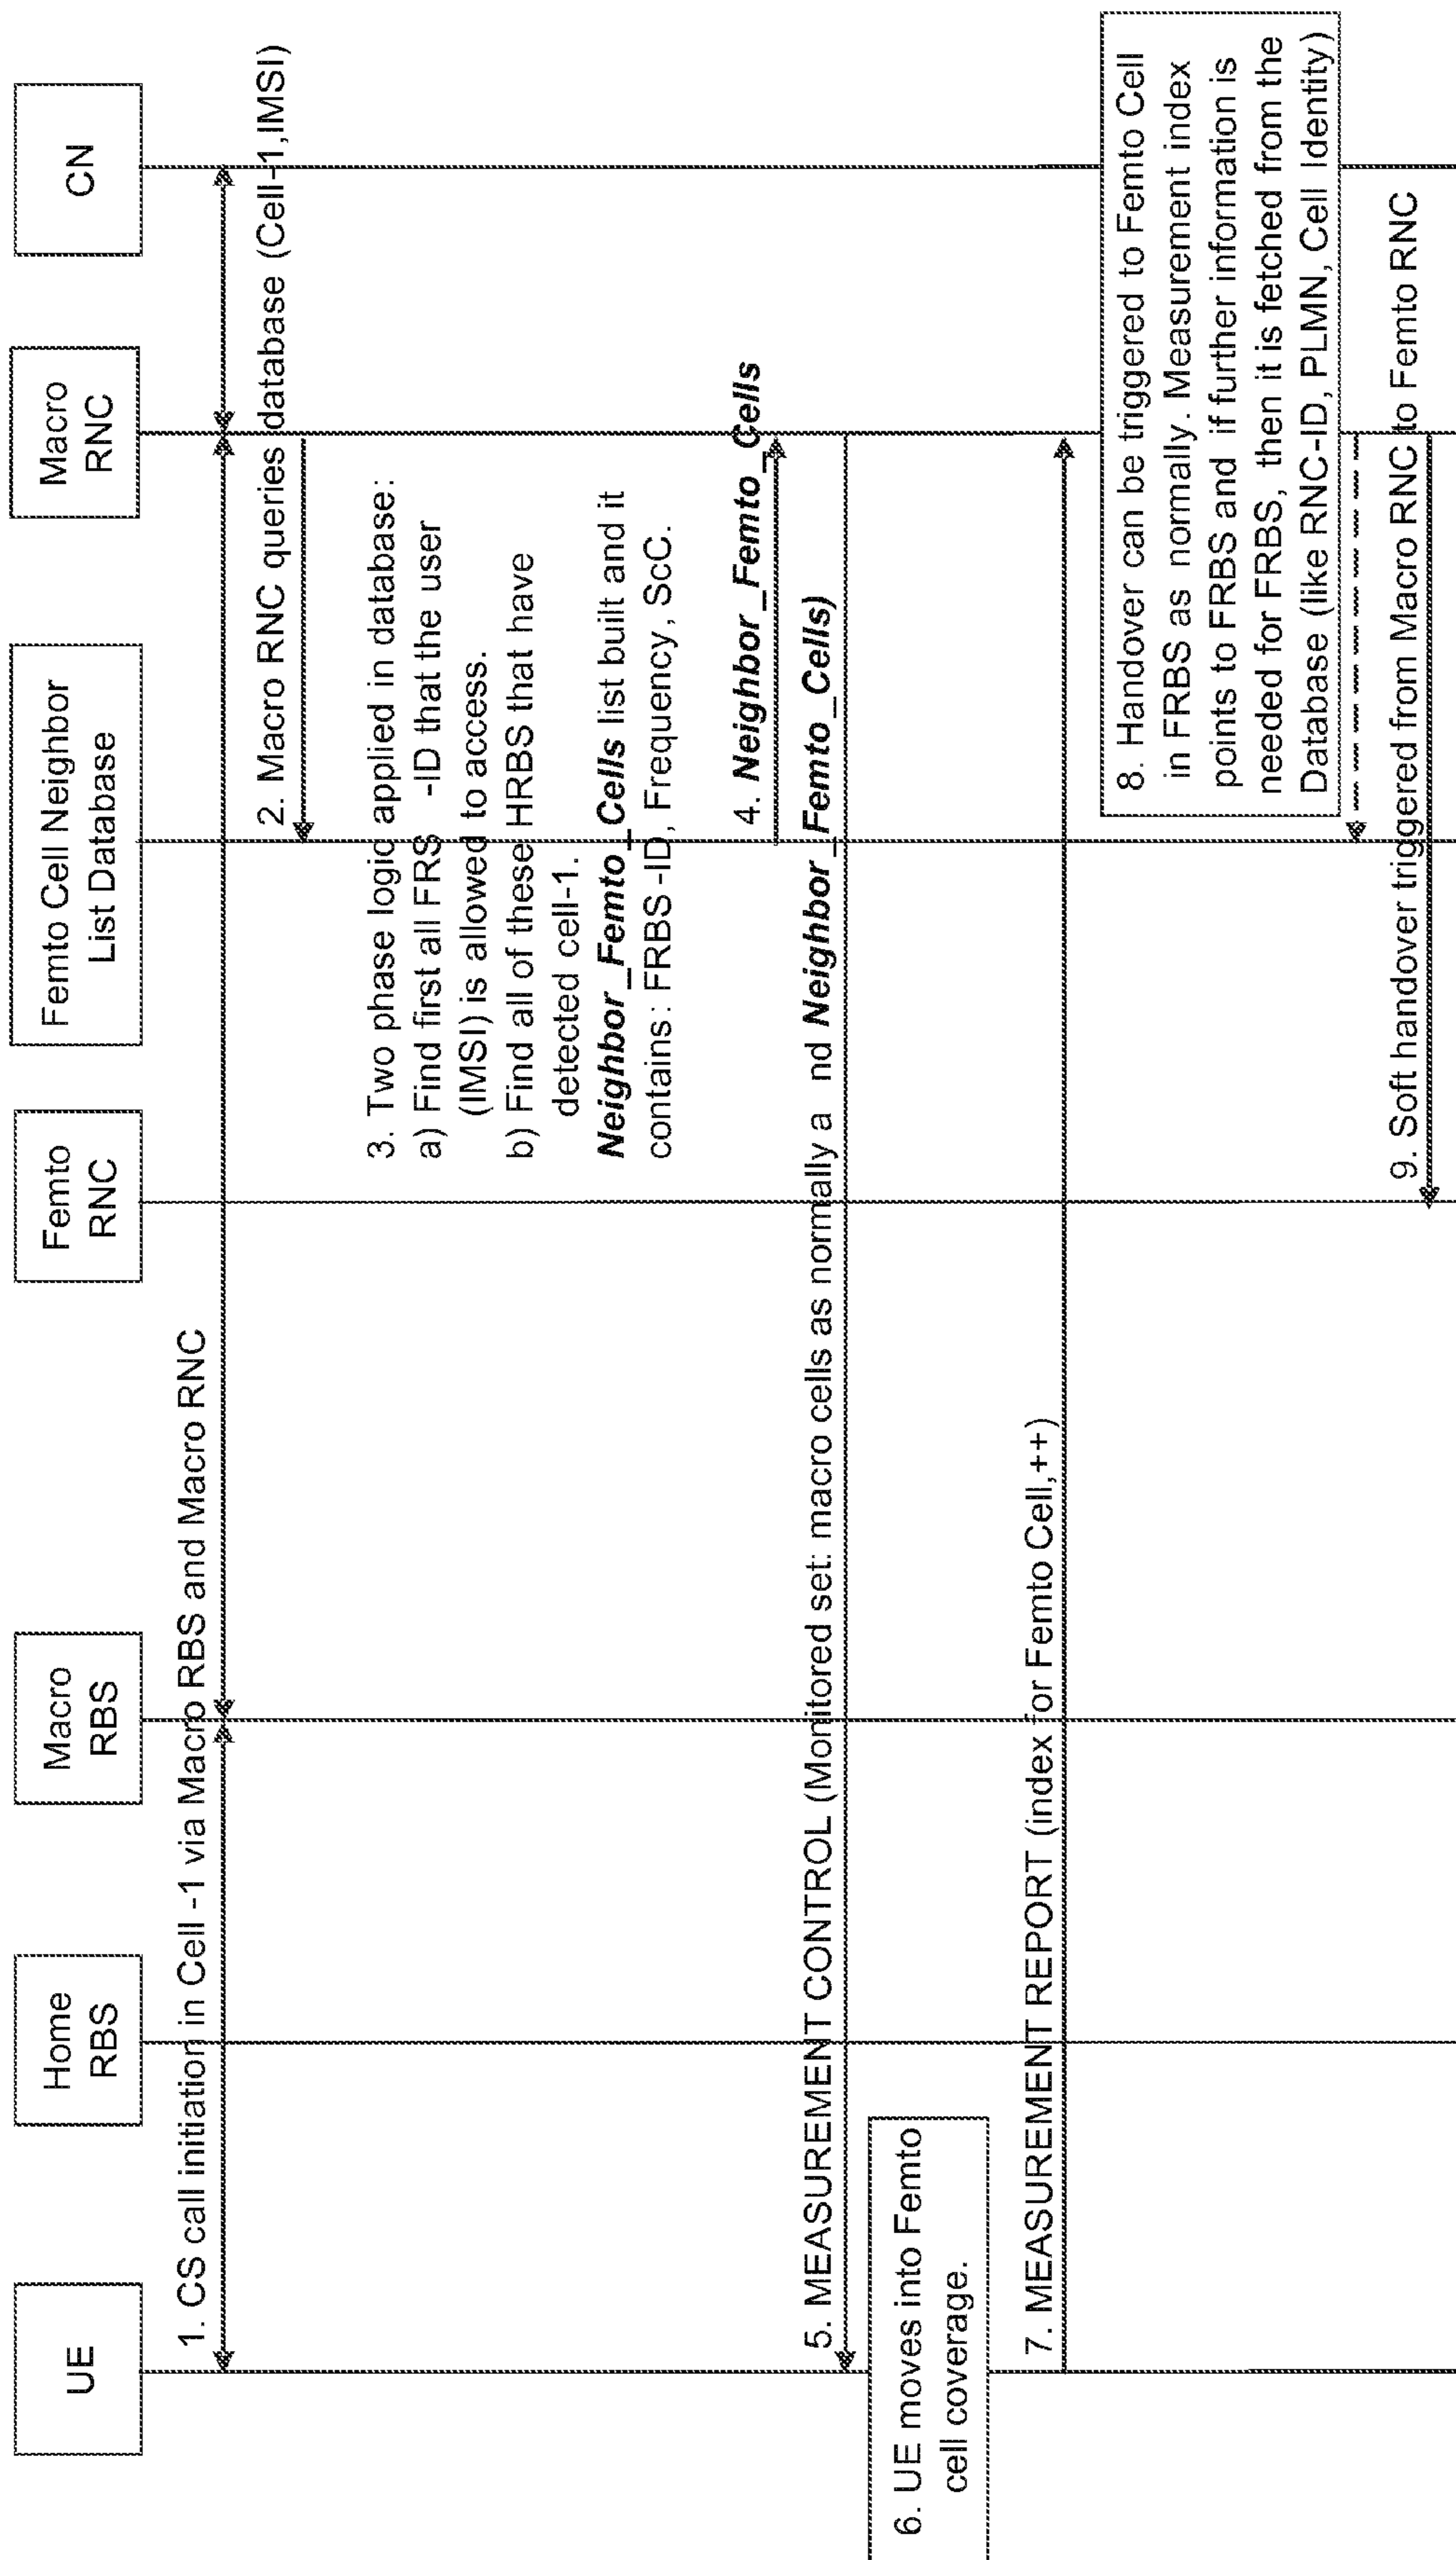 UE
Home
RBS
Macro
RBS
Femto
RNC
Femto Cell Neighbor
List Database
Macro
RNC
CN
1. CS call initiation in Cell -1 via Macro RBS and Macro RNC
2. Macro RNC queries database (Cell-1,IMSI)
3. Two phase logic applied in database:
a) Find first all FRS -ID that the user
(IMSI) is allowed to access.
b) Find all of these HRBS that have
detected cell-1.
Neighbor_Femto_Cells list built and it
contains: FRBS -ID, Frequency, ScC.
4. Neighbor_Femto_Cells
5. MEASUREMENT CONTROL (Monitored set: macro cells as normally a nd Neighbor_Femto_Cells)
6. UE moves into Femto
cell coverage.
7. MEASUREMENT REPORT (index for Femto Cell,++)
8. Handover can be triggered to Femto Cell
in FRBS as normally. Measurement index
points to FRBS and if further information is
needed for FRBS, then it is fetched from the
Database (like RNC-ID, PLMN, Cell Identity)
9. Soft handover triggered from Macro RNC to Femto RNC